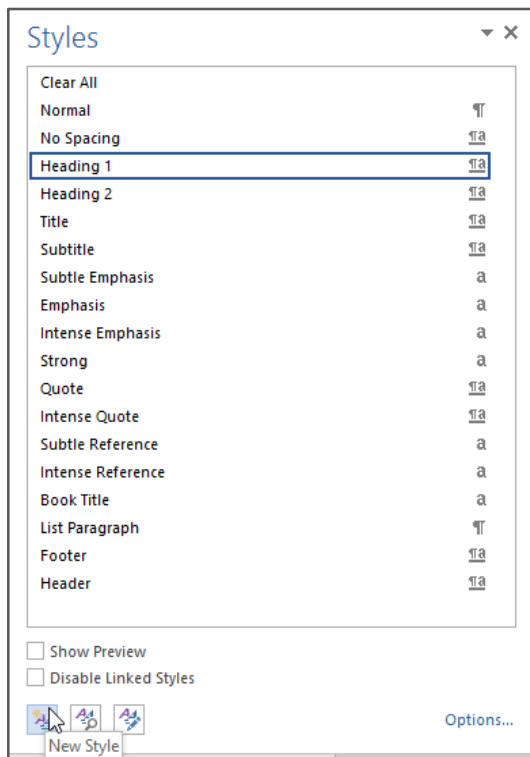 Styles
Clear All
Normal ¶
No Spacing ¶a
Heading 1 ¶a
Heading 2 ¶a
Title ¶a
Subtitle ¶a
Subtle Emphasis a
Emphasis a
Intense Emphasis a
Strong a
Quote ¶a
Intense Quote ¶a
Subtle Reference a
Intense Reference a
Book Title a
List Paragraph ¶
Footer ¶a
Header ¶a
Show Preview
Disable Linked Styles
Options...
New Style